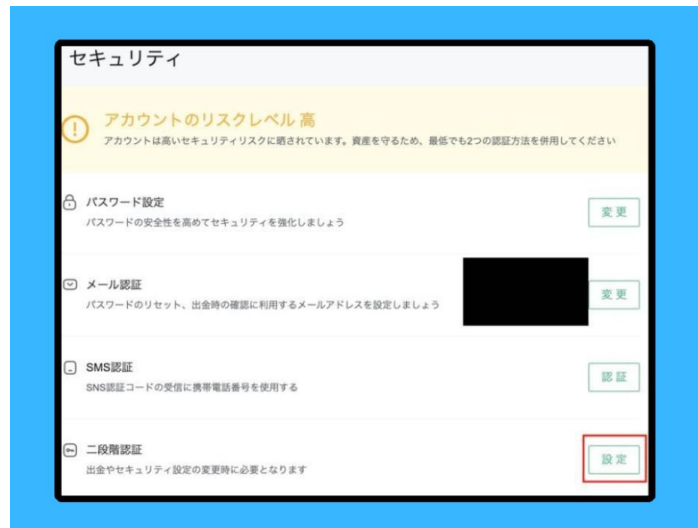 セキュリティ
アカウントのリスクレベル 高
アカウントは高いセキュリティリスクに晒されています。資産を守るため、最低でも2つの認証方法を併用してください
パスワード設定
パスワードの安全性を高めてセキュリティを強化しましょう
変更
メール認証
パスワードのリセット、出金時の確認に利用するメールアドレスを設定しましょう
変更
SMS認証
SNS認証コードの受信に携帯電話番号を使用する
認証
二段階認証
出金やセキュリティ設定の変更時に必要となります
設定